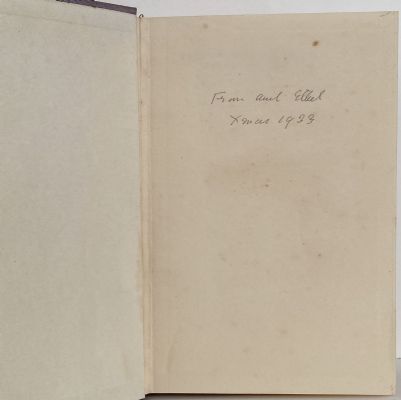 From aunt Ethel
Xmas 1933